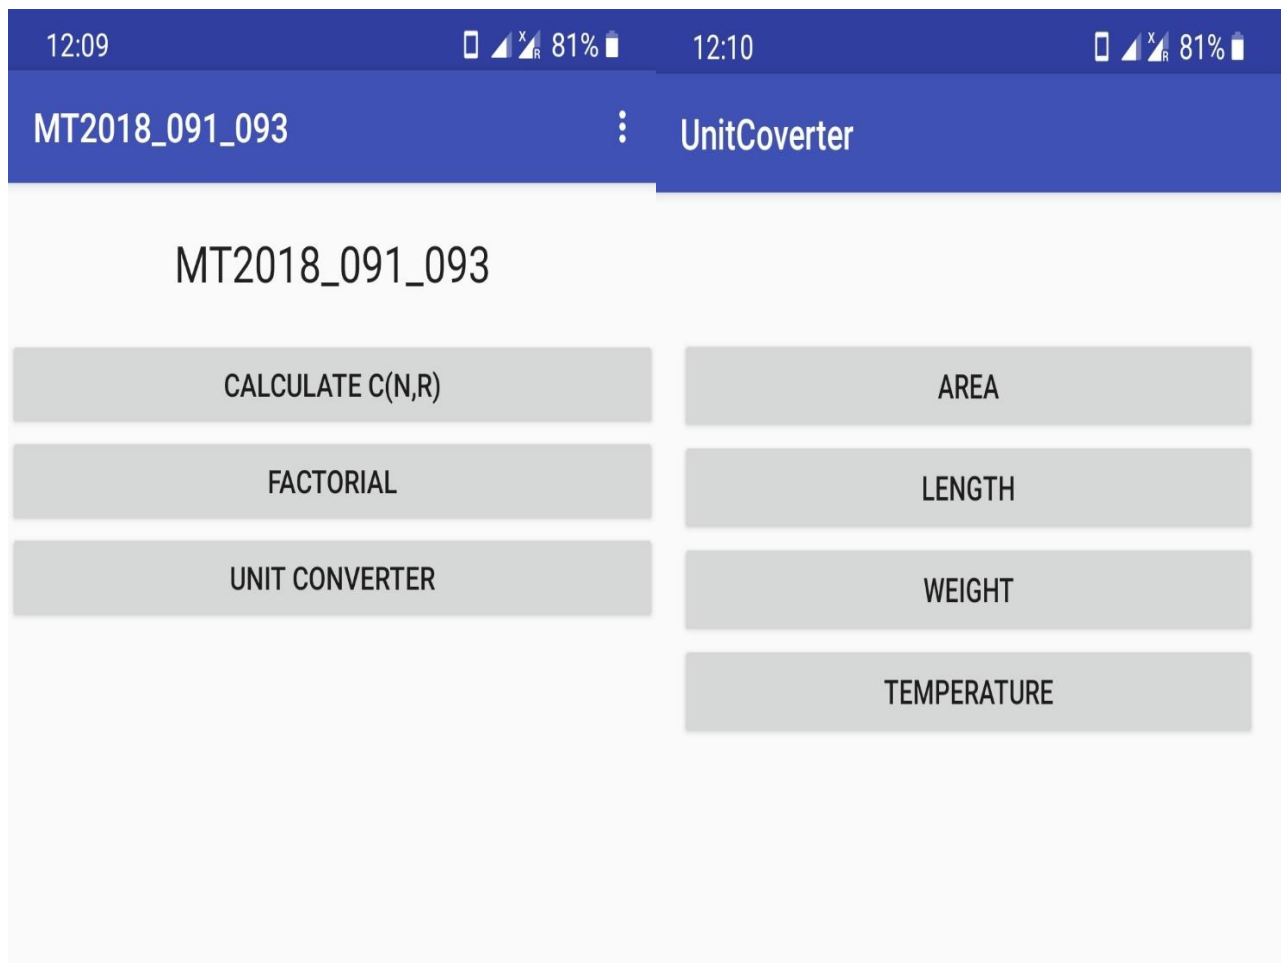 12:09 X R 81%
MT2018_091_093
MT2018_091_093
CALCULATE C(N,R)
FACTORIAL
UNIT CONVERTER
12:10 X R 81%
UnitCoverter
AREA
LENGTH
WEIGHT
TEMPERATURE